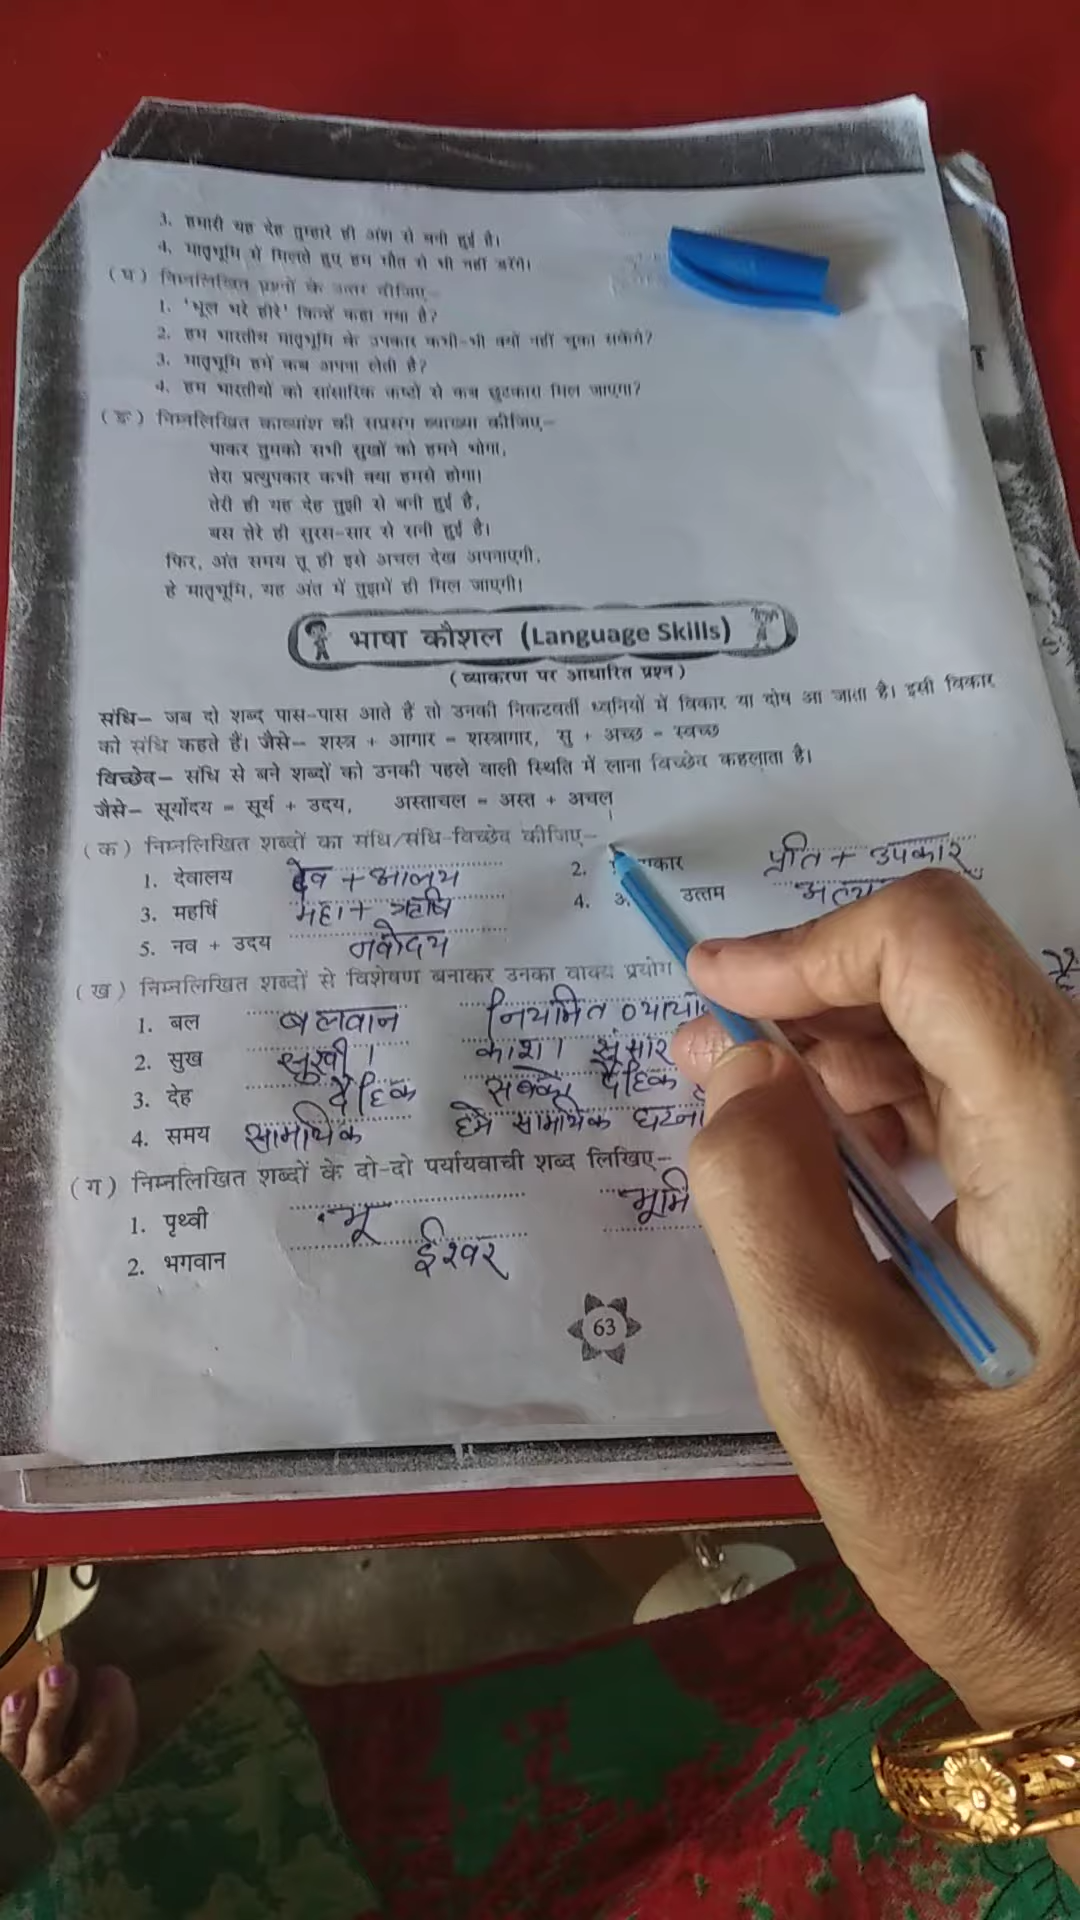 3. हमारी यह देह तुम्हारे ही अंश से बनी हुई है।
4. मातृभूमि में मिलते हुए हम मौत से भी नहीं डरेंगे।
(घ) निम्नलिखित प्रश्नों के उत्तर दीजिए-
1. 'धूल भरे हीरे' किन्हें कहा गया है?
2. हम भारतीय मातृभूमि के उपकार कभी-भी क्यों नहीं चुका सकेंगे?
3. मातृभूमि हमें कब अपना लेती है?
4. हम भारतीयों को सांसारिक कष्टों से कब छुटकारा मिल जाएगा?
(ङ) निम्नलिखित काव्यांश की सप्रसंग व्याख्या कीजिए-
पाकर तुमको सभी सुखों को हमने भोगा,
तेरा प्रत्युपकार कभी क्या हमसे होगा।
तेरी ही यह देह तुझी से बनी हुई है,
बस तेरे ही सुरस-सार से सनी हुई है।
फिर, अंत समय तू ही इसे अचल देख अपनाएगी,
हे मातृभूमि, यह अंत में तुझमें ही मिल जाएगी।
भाषा कौशल (Language Skills)
(व्याकरण पर आधारित प्रश्न)
संधि- जब दो शब्द पास-पास आते हैं तो उनकी निकटवर्ती ध्वनियों में विकार या दोष आ जाता है। इसी विकार
को संधि कहते हैं। जैसे- शस्त्र + आगार = शस्त्रागार, सु + अच्छ = स्वच्छ
विच्छेद- संधि से बने शब्दों को उनकी पहले वाली स्थिति में लाना विच्छेद कहलाता है।
जैसे- सूर्योदय = सूर्य + उदय, अस्ताचल = अस्त + अचल
(क) निम्नलिखित शब्दों का संधि/संधि-विच्छेद कीजिए-
1. देवालय देव + आलय 2. कार प्रति + उपकार
3. महर्षि महा + ऋषि 4. उत्तम
5. नव + उदय नवोदय
(ख) निम्नलिखित शब्दों से विशेषण बनाकर उनका वाक्य प्रयोग
1. बल बलवान नियमित
2. सुख सुखी। काश। संसार
3. देह दैहिक सबको दैहिक
4. समय सामयिक हमें सामयिक घटना
(ग) निम्नलिखित शब्दों के दो-दो पर्यायवाची शब्द लिखिए-
1. पृथ्वी भू भूमि
2. भगवान ईश्वर
63